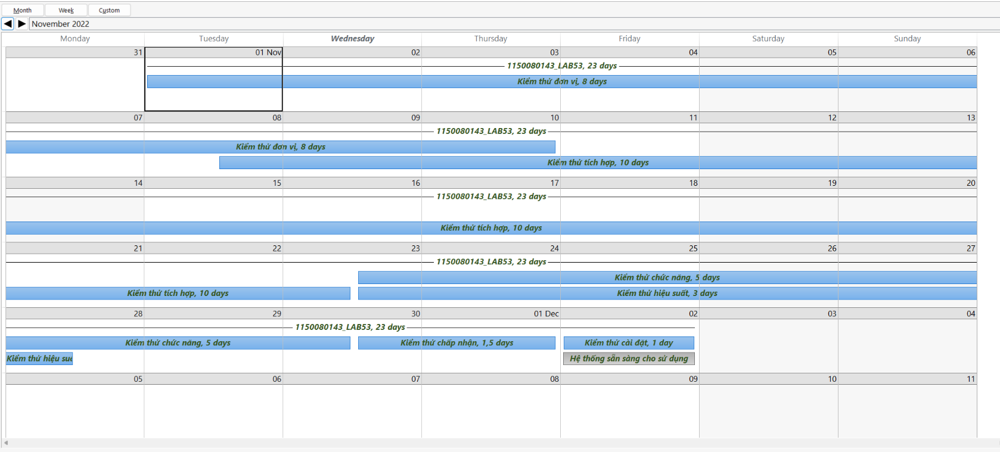 Month Week Custom
November 2022
Monday Tuesday Wednesday Thursday Friday Saturday Sunday
31 01 Nov 02 03 04 05 06
1150080143_LAB53, 23 days
Kiểm thử đơn vị, 8 days
07 08 09 10 11 12 13
1150080143_LAB53, 23 days
Kiểm thử đơn vị, 8 days
Kiểm thử tích hợp, 10 days
14 15 16 17 18 19 20
1150080143_LAB53, 23 days
Kiểm thử tích hợp, 10 days
21 22 23 24 25 26 27
1150080143_LAB53, 23 days
Kiểm thử chức năng, 5 days
Kiểm thử tích hợp, 10 days Kiểm thử hiệu suất, 3 days
28 29 30 01 Dec 02 03 04
1150080143_LAB53, 23 days
Kiểm thử chức năng, 5 days Kiểm thử chấp nhận, 1,5 days Kiểm thử cài đặt, 1 day
Kiểm thử hiệu Hệ thống sẵn sàng cho sử dụng
05 06 07 08 09 10 11